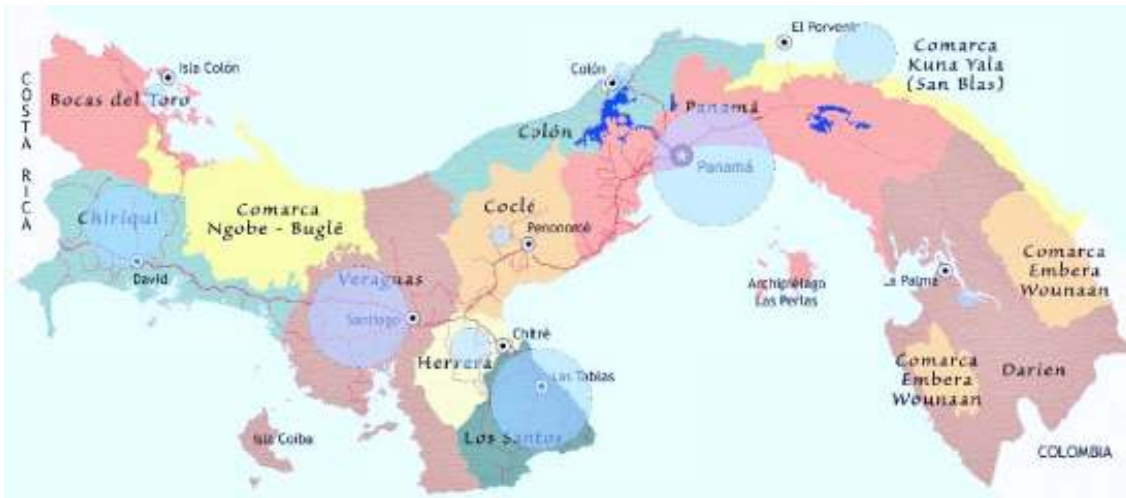 COSTA RICA
Isla Colón
Bocas del Toro
Chiriquí
David
Comarca
Ngobe - Buglé
Veraguas
Santiago
Isla Coiba
Colón
Colón
Coclé
Penonomé
Chitré
Herrera
Las Tablas
Los Santos
Panamá
Panamá
El Porvenir
Comarca
Kuna Yala
(San Blas)
Archipiélago
Las Perlas
La Palma
Comarca
Embera
Wounaan
Comarca
Embera
Wounaan
Darien
COLOMBIA